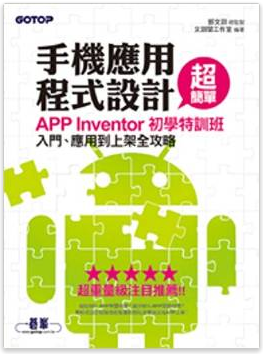 GOTOP
鄧文淵 總監製
文淵閣工作室 編著
手機應用
程式設計
超
簡單
APP Inventor 初學特訓班
入門、應用到上架全攻略
★★★★★
超重量級注目推薦!!
碁峯